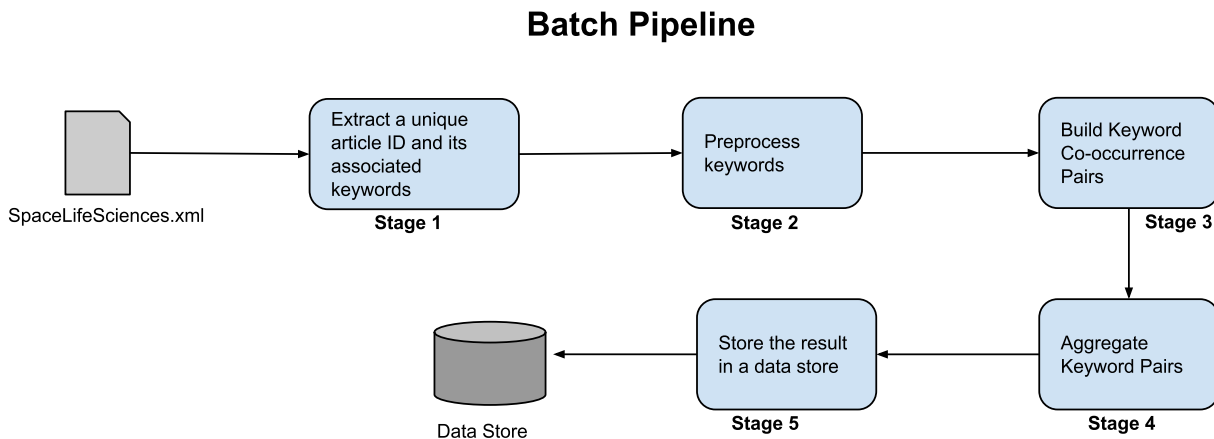 Batch Pipeline
SpaceLifeSciences.xml
Extract a unique
article ID and its
associated
keywords
Stage 1
Preprocess
keywords
Stage 2
Build Keyword
Co-occurrence
Pairs
Stage 3
Aggregate
Keyword Pairs
Stage 4
Store the result
in a data store
Stage 5
Data Store